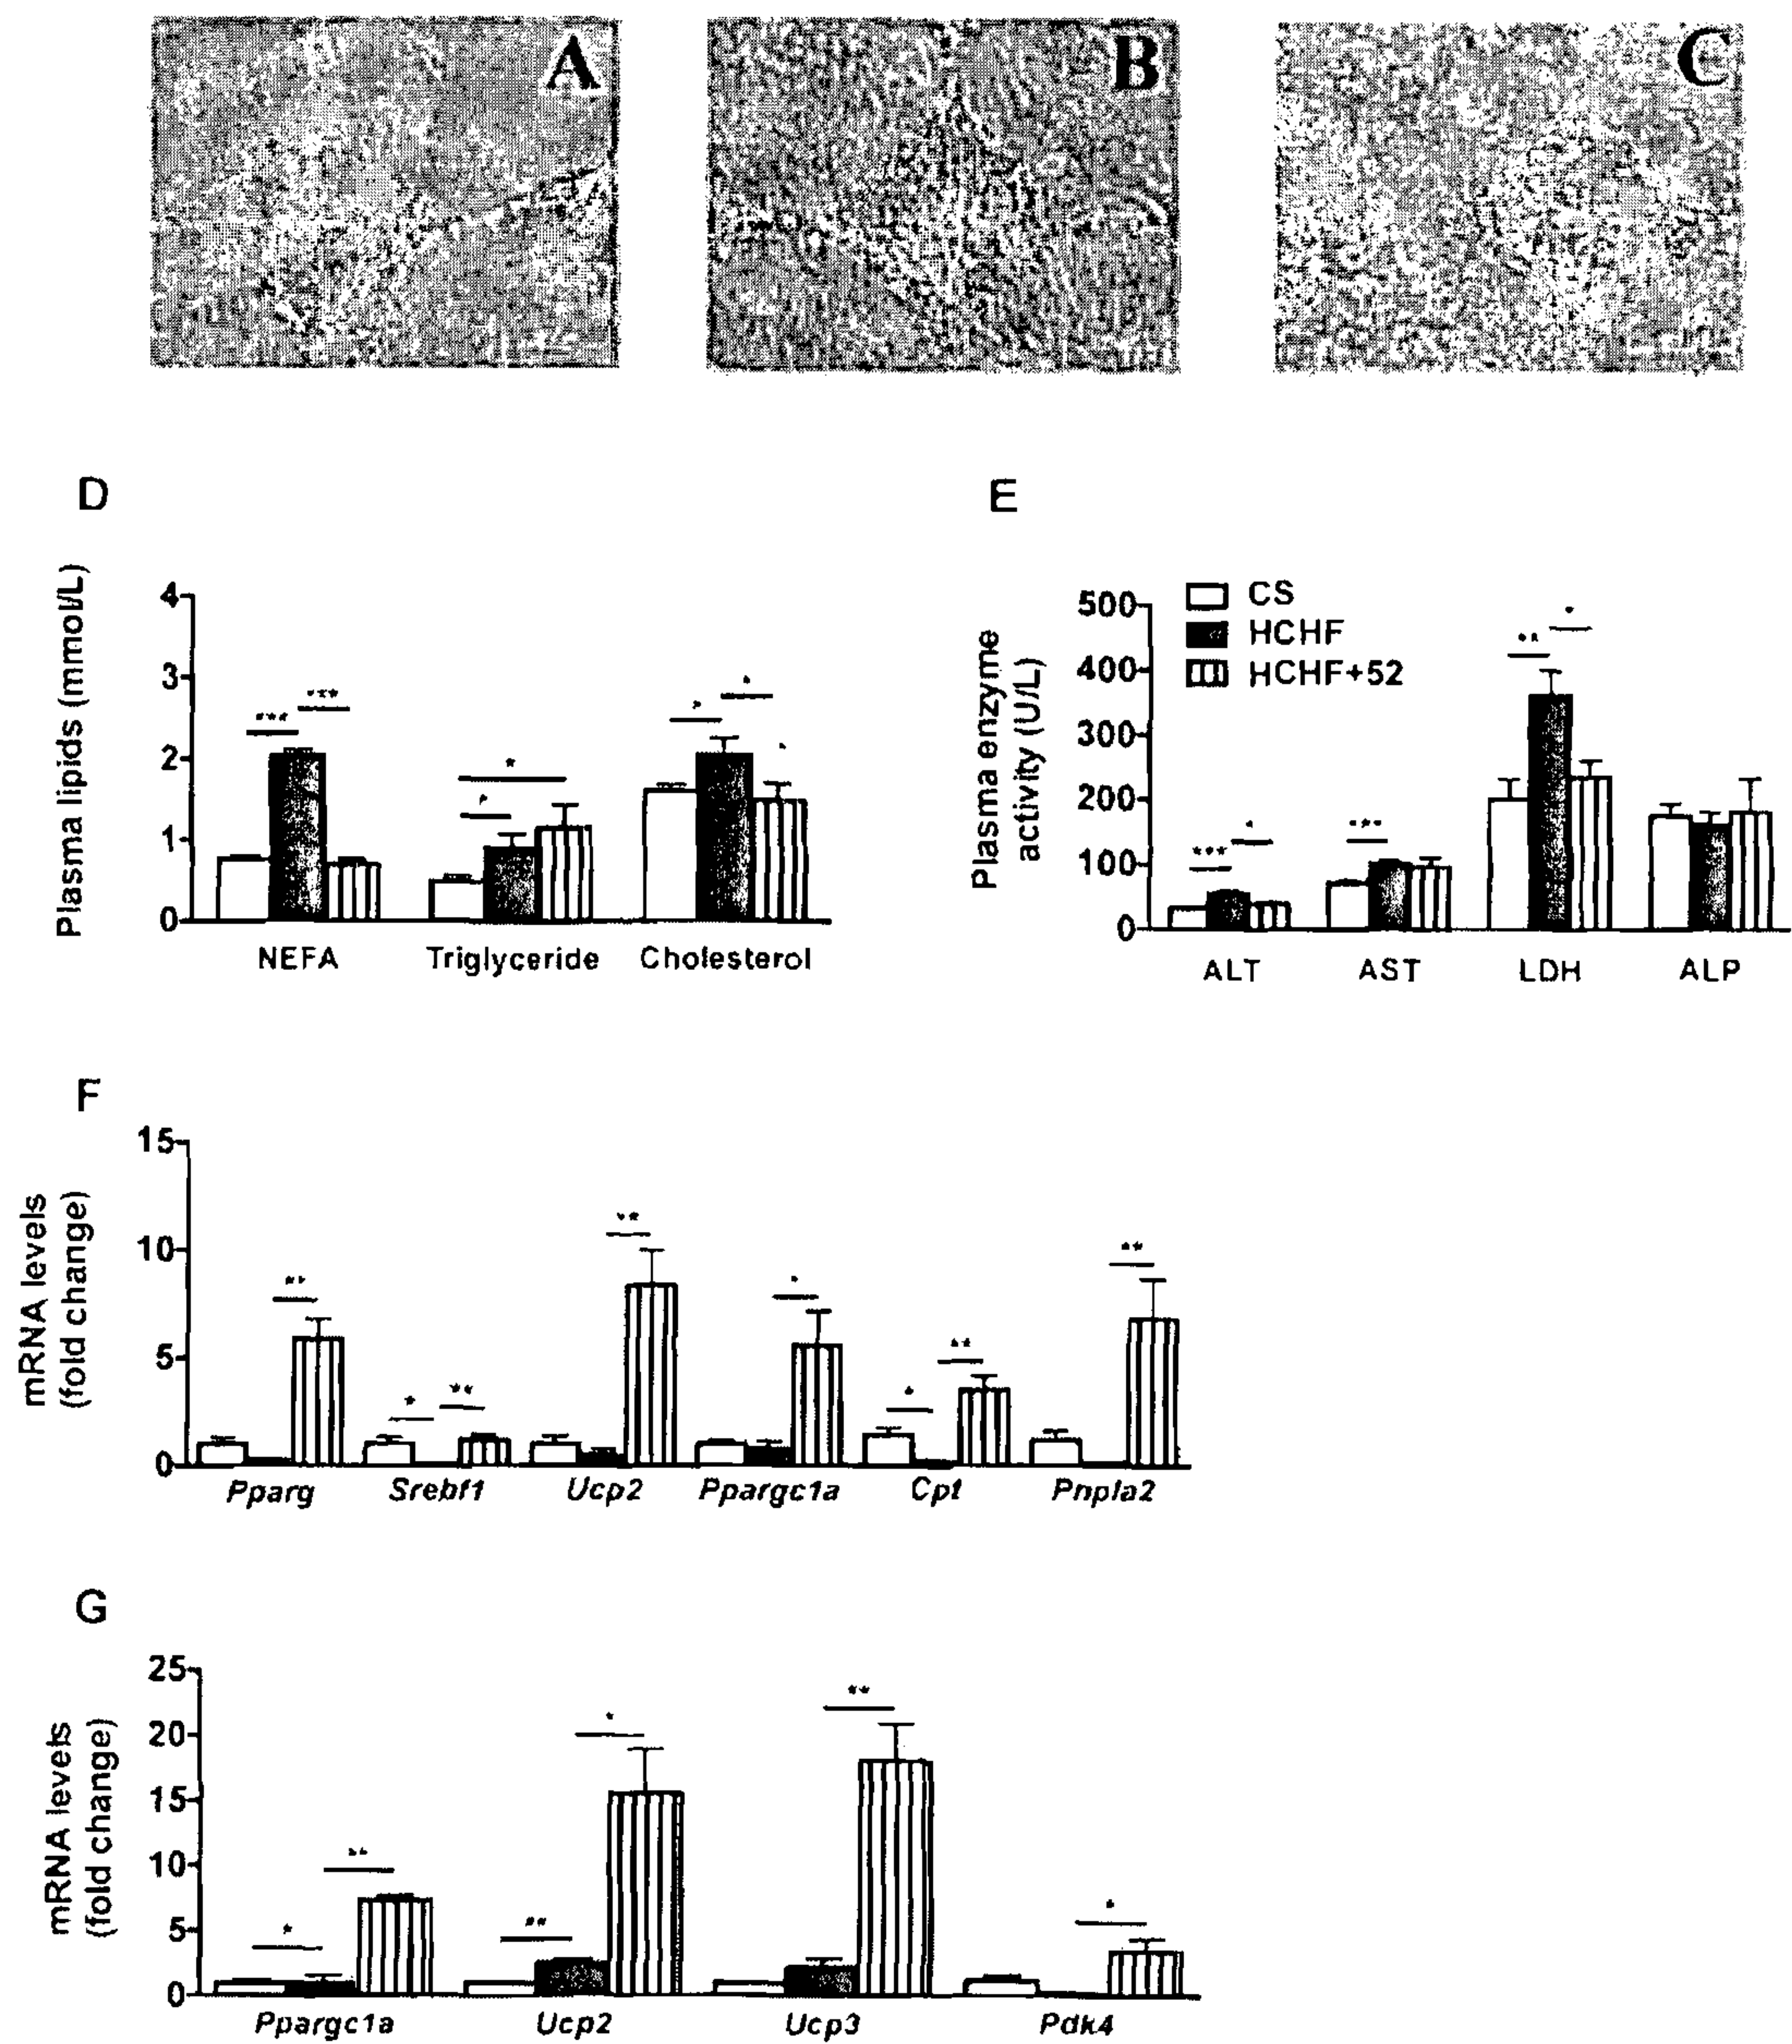 A
B
C
D
Plasma lipids (mmol/L)
4
3
2
1
0
NEFA Triglyceride Cholesterol
E
Plasma enzyme
activity (U/L)
500
400
300
200
100
0
CS
HCHF
HCHF+52
*** *** * * * *
*** * *** ** *
ALT AST LDH ALP
F
mRNA levels
(fold change)
15
10
5
0
** * ** ** * * ** **
Pparg Srebf1 Ucp2 Ppargc1a Cpt Pnpla2
G
mRNA levels
(fold change)
25
20
15
10
5
0
* ** ** * ** *
Ppargc1a Ucp2 Ucp3 Pdk4